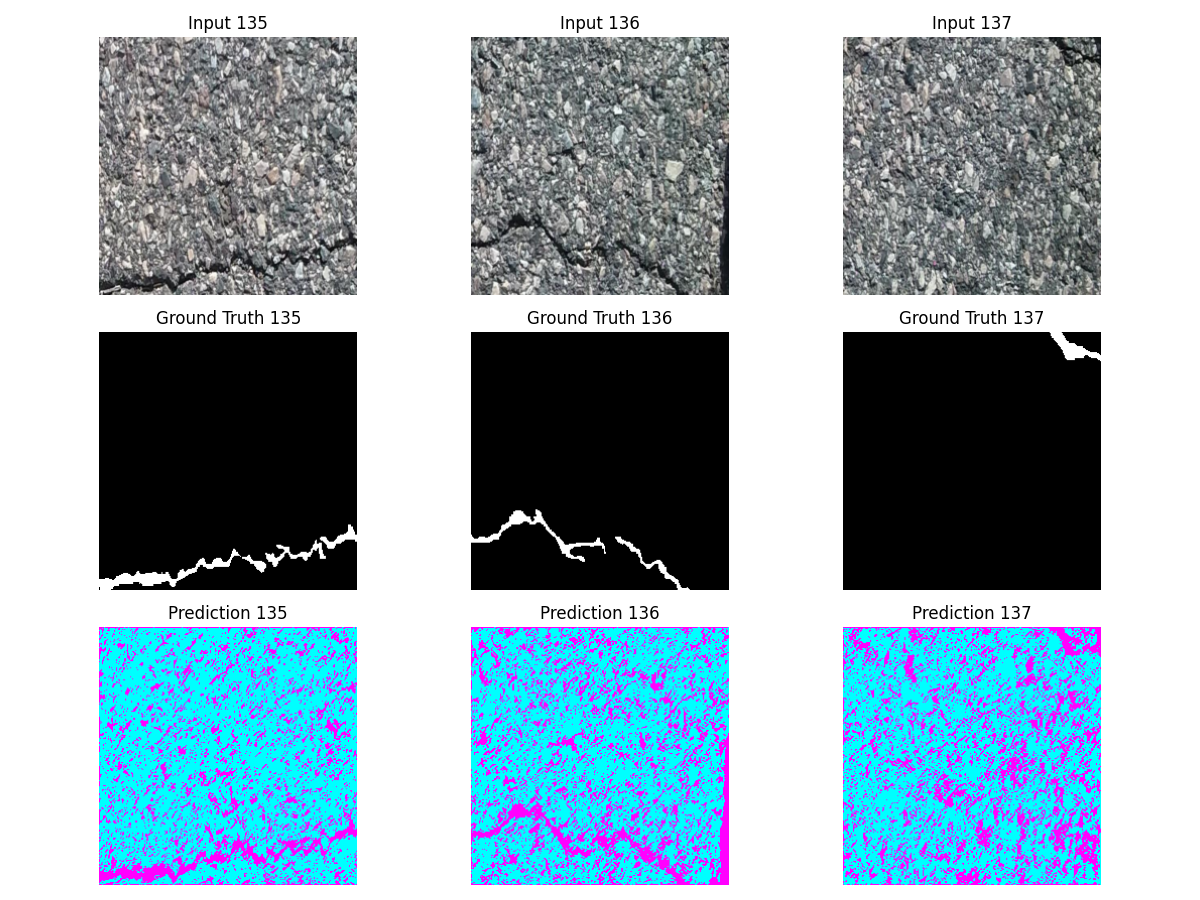 Input 135
Input 136
Input 137
Ground Truth 135
Ground Truth 136
Ground Truth 137
Prediction 135
Prediction 136
Prediction 137